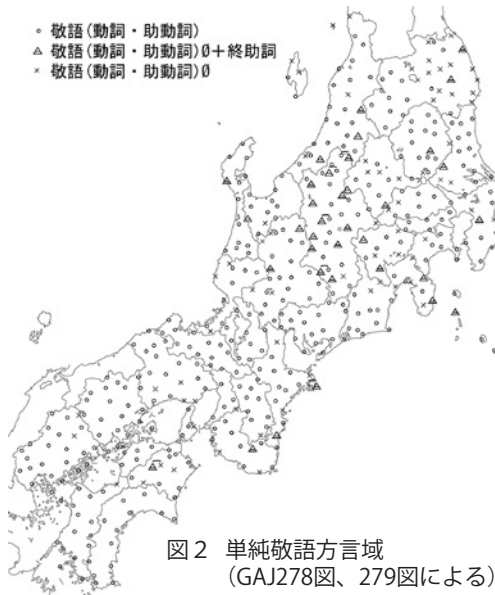 ◦ 敬語(動詞・助動詞)
△ 敬語(動詞・助動詞)0+終助詞
× 敬語(動詞・助動詞)0
図２ 単純敬語方言域
(GAJ278図、279図による)